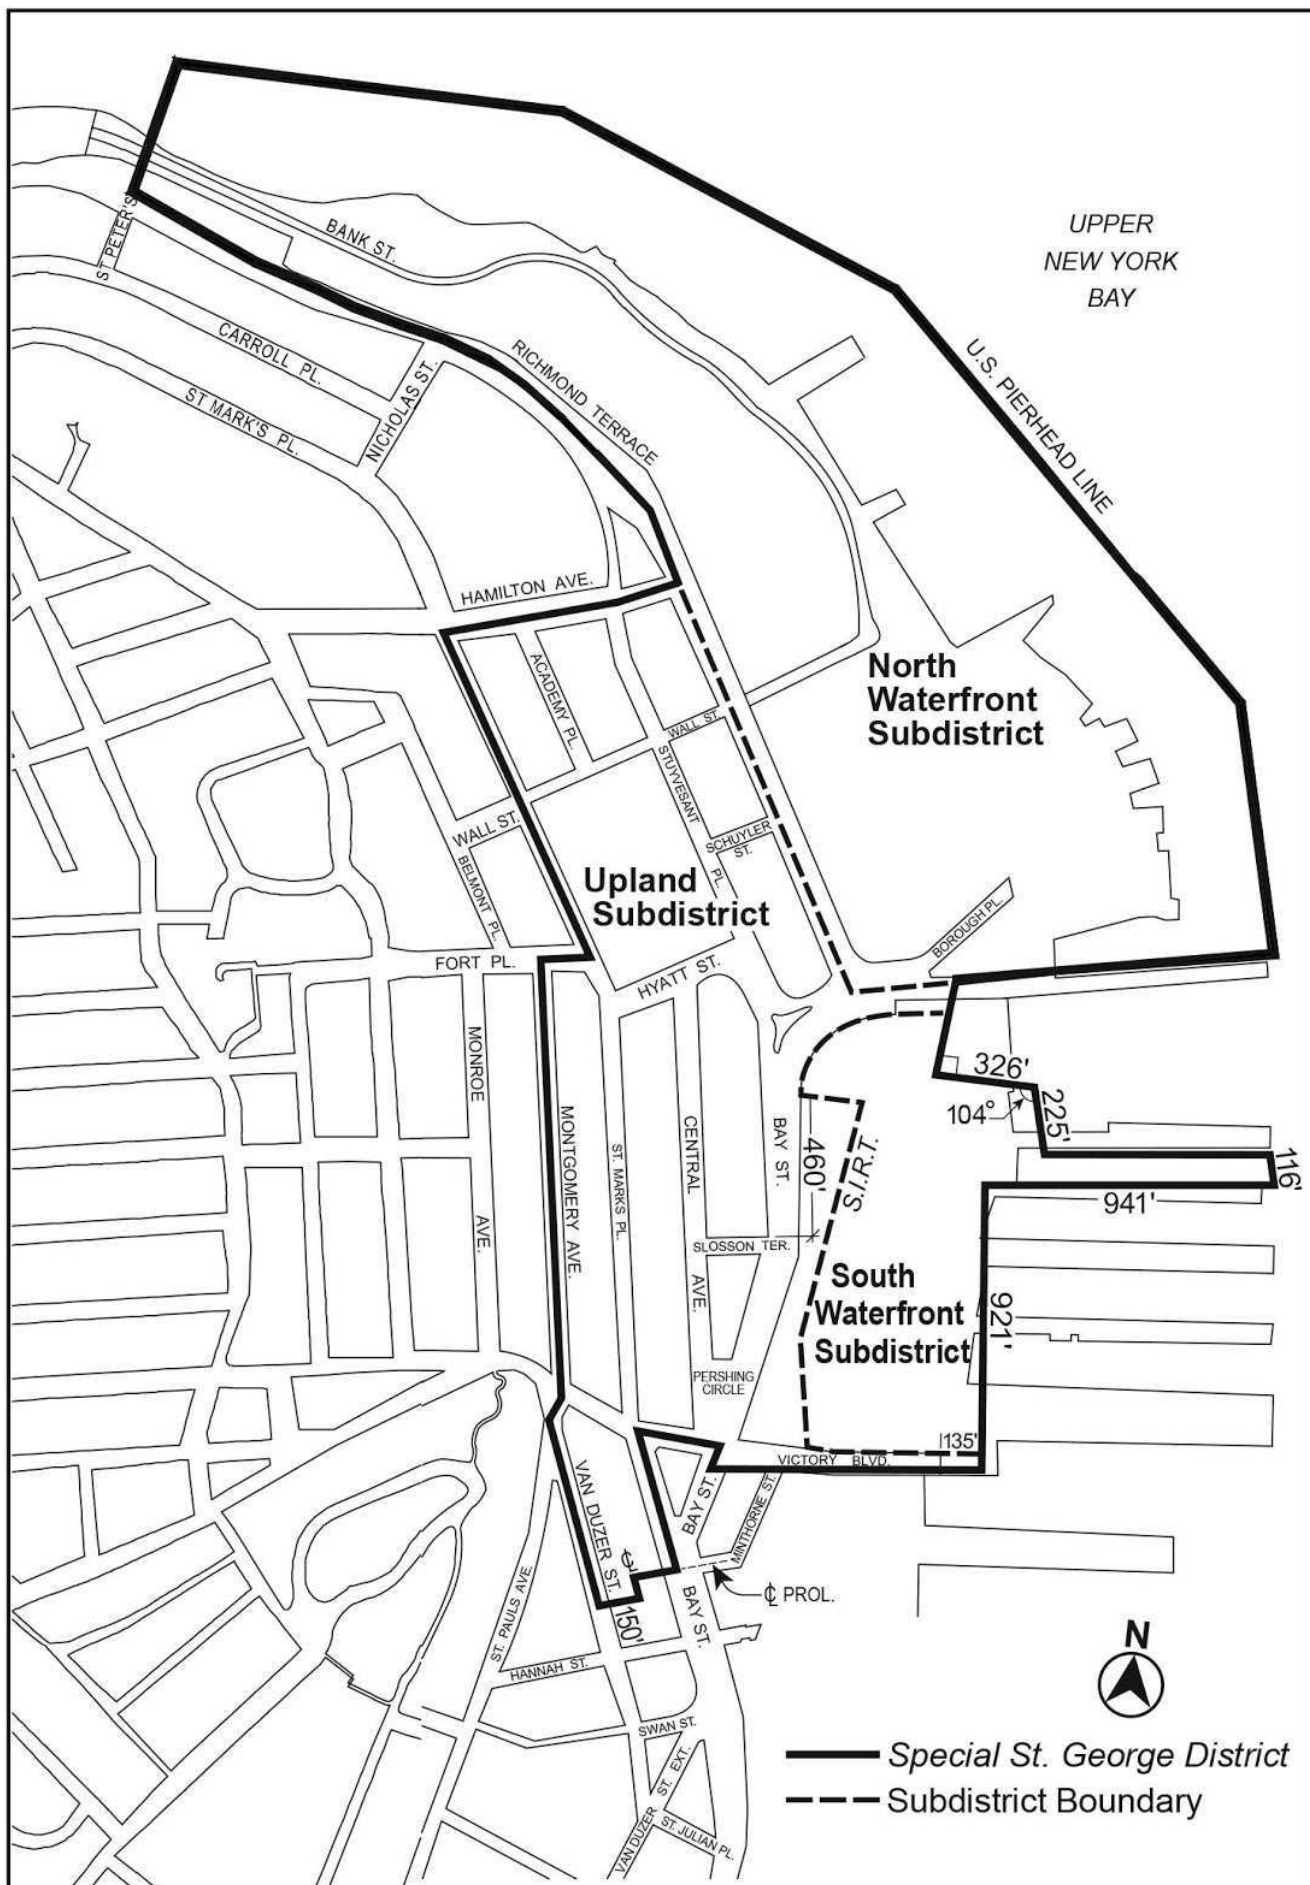 UPPER
NEW YORK
BAY
ST PETER'S
BANK ST.
CARROLL PL.
ST MARK'S PL.
NICHOLAS ST.
RICHMOND TERRACE
U.S. PIERHEAD LINE
HAMILTON AVE.
ACADEMY PL.
North
Waterfront
Subdistrict
WALL ST.
STUYVESANT
PL.
SCHUYLER
ST.
WALL ST.
BELMONT PL.
Upland
Subdistrict
BOROUGH PL.
FORT PL.
HYATT ST.
MONROE
AVE.
MONTGOMERY AVE.
ST. MARKS PL.
CENTRAL
AVE.
BAY ST.
460'
S.I.R.T.
326'
104°
225'
116'
941'
SLOSSON TER.
South
Waterfront
Subdistrict
921'
PERSHING
CIRCLE
135'
VICTORY BLVD.
VAN DUZER ST.
BAY ST.
MINTHORNE ST.
℄ PROL.
150'
BAY ST.
ST. PAULS AVE.
HANNAH ST.
SWAN ST.
VAN DUZER ST. EXT.
ST. JULIAN PL.
N
Special St. George District
Subdistrict Boundary